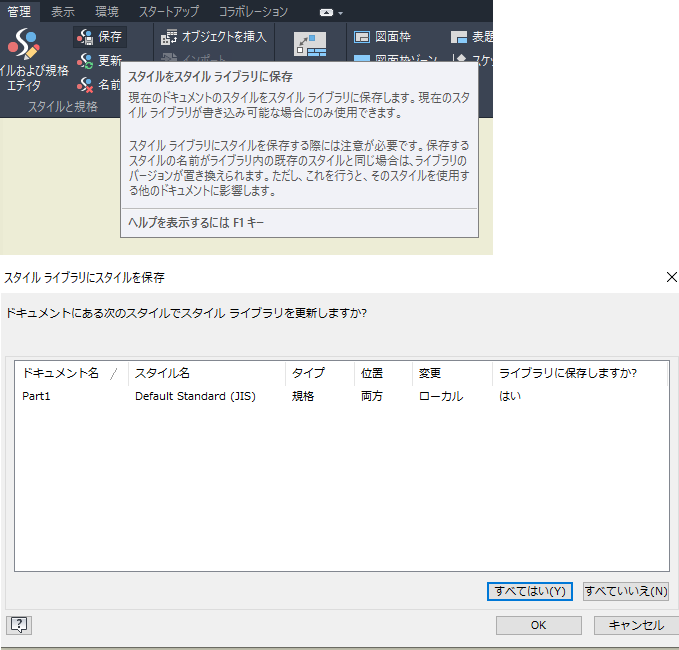 管理 表示 環境 スタートアップ コラボレーション
保存 オブジェクトを挿入 図面枠 表題
更新 インポート 図面枠ゾーン スケッ
イルおよび規格 名前
エディタ
スタイルと規格
スタイルをスタイル ライブラリに保存
現在のドキュメントのスタイルをスタイル ライブラリに保存します。現在のスタ
イル ライブラリが書き込み可能な場合にのみ使用できます。
スタイル ライブラリにスタイルを保存する際には注意が必要です。保存する
スタイルの名前がライブラリ内の既存のスタイルと同じ場合は、ライブラリの
バージョンが置き換えられます。ただし、これを行うと、そのスタイルを使用す
る他のドキュメントに影響します。
ヘルプを表示するには F1 キー
スタイル ライブラリにスタイルを保存
ドキュメントにある次のスタイルでスタイル ライブラリを更新しますか?
ドキュメント名 スタイル名 タイプ 位置 変更 ライブラリに保存しますか?
Part1 Default Standard (JIS) 規格 両方 ローカル はい
すべてはい(Y) すべていいえ(N)
OK キャンセル